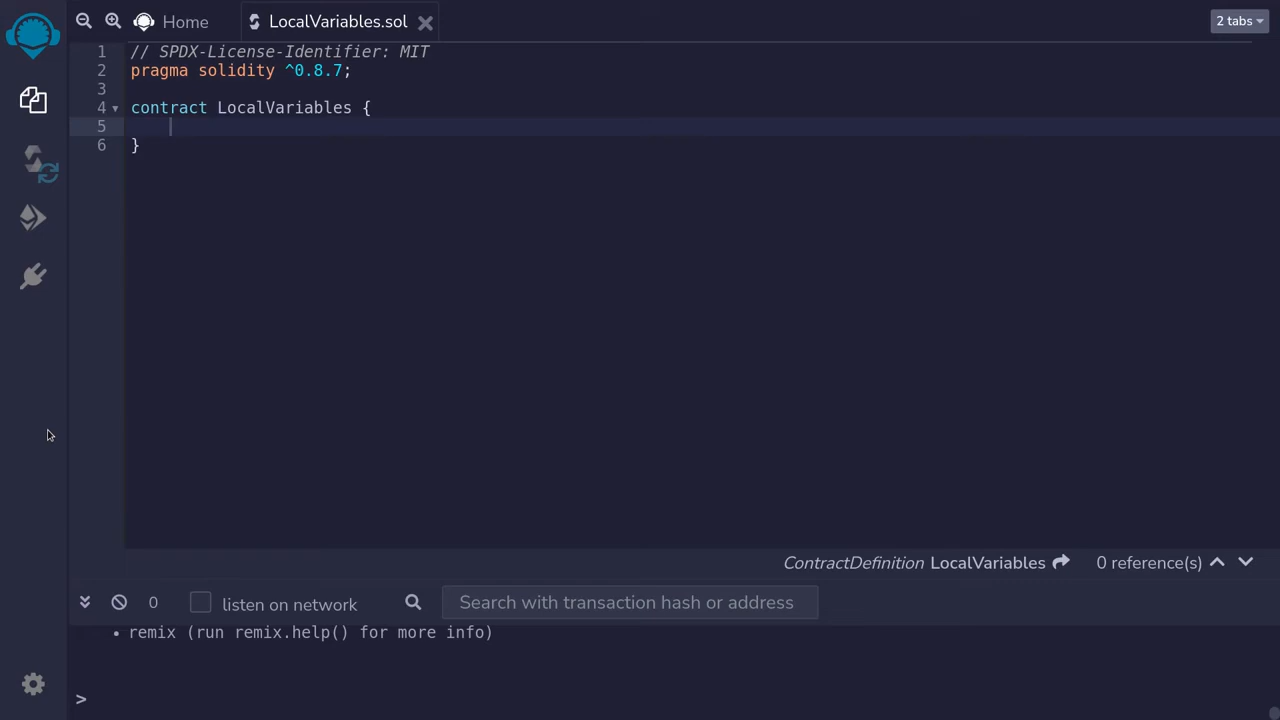 Home
LocalVariables.sol
2 tabs
1 // SPDX-License-Identifier: MIT
2 pragma solidity ^0.8.7;
3
4 contract LocalVariables {
5
6 }
ContractDefinition LocalVariables 0 reference(s)
0 listen on network Search with transaction hash or address
• remix (run remix.help() for more info)
>